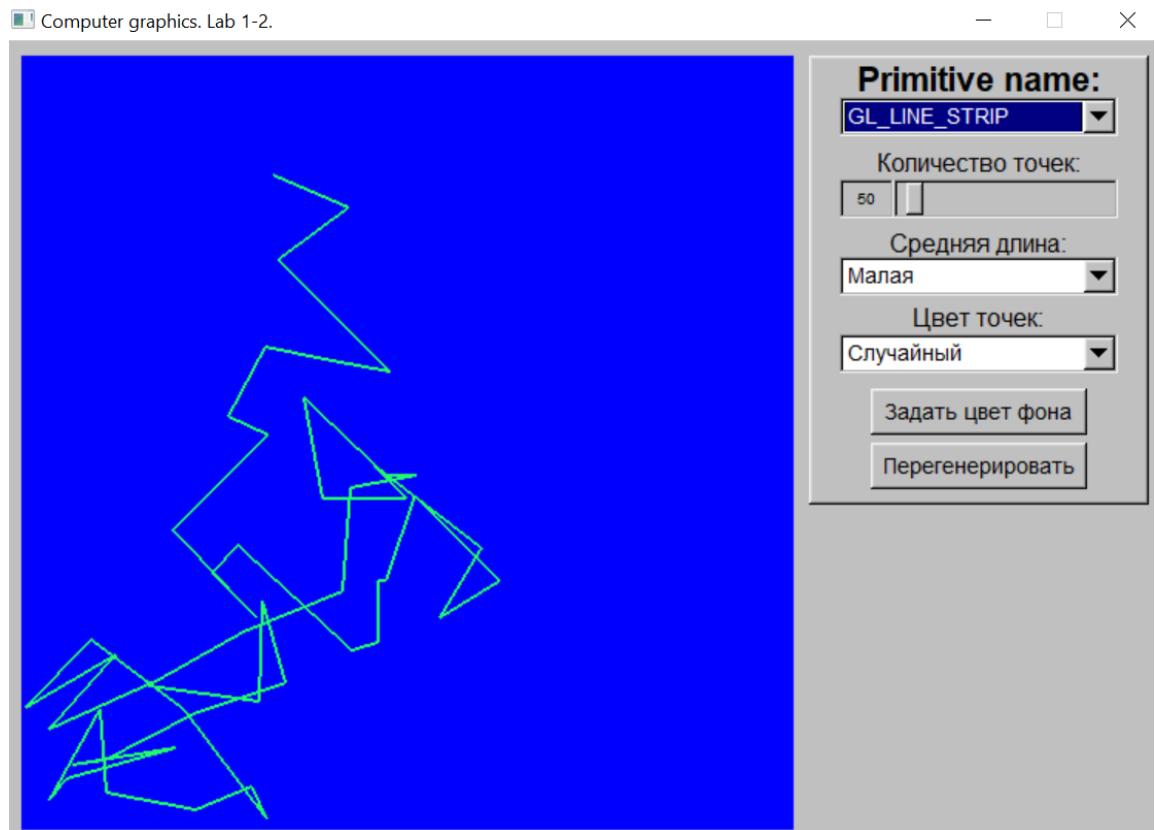 Computer graphics. Lab 1-2.
Primitive name:
GL_LINE_STRIP
Количество точек:
50
Средняя длина:
Малая
Цвет точек:
Случайный
Задать цвет фона
Перегенерировать